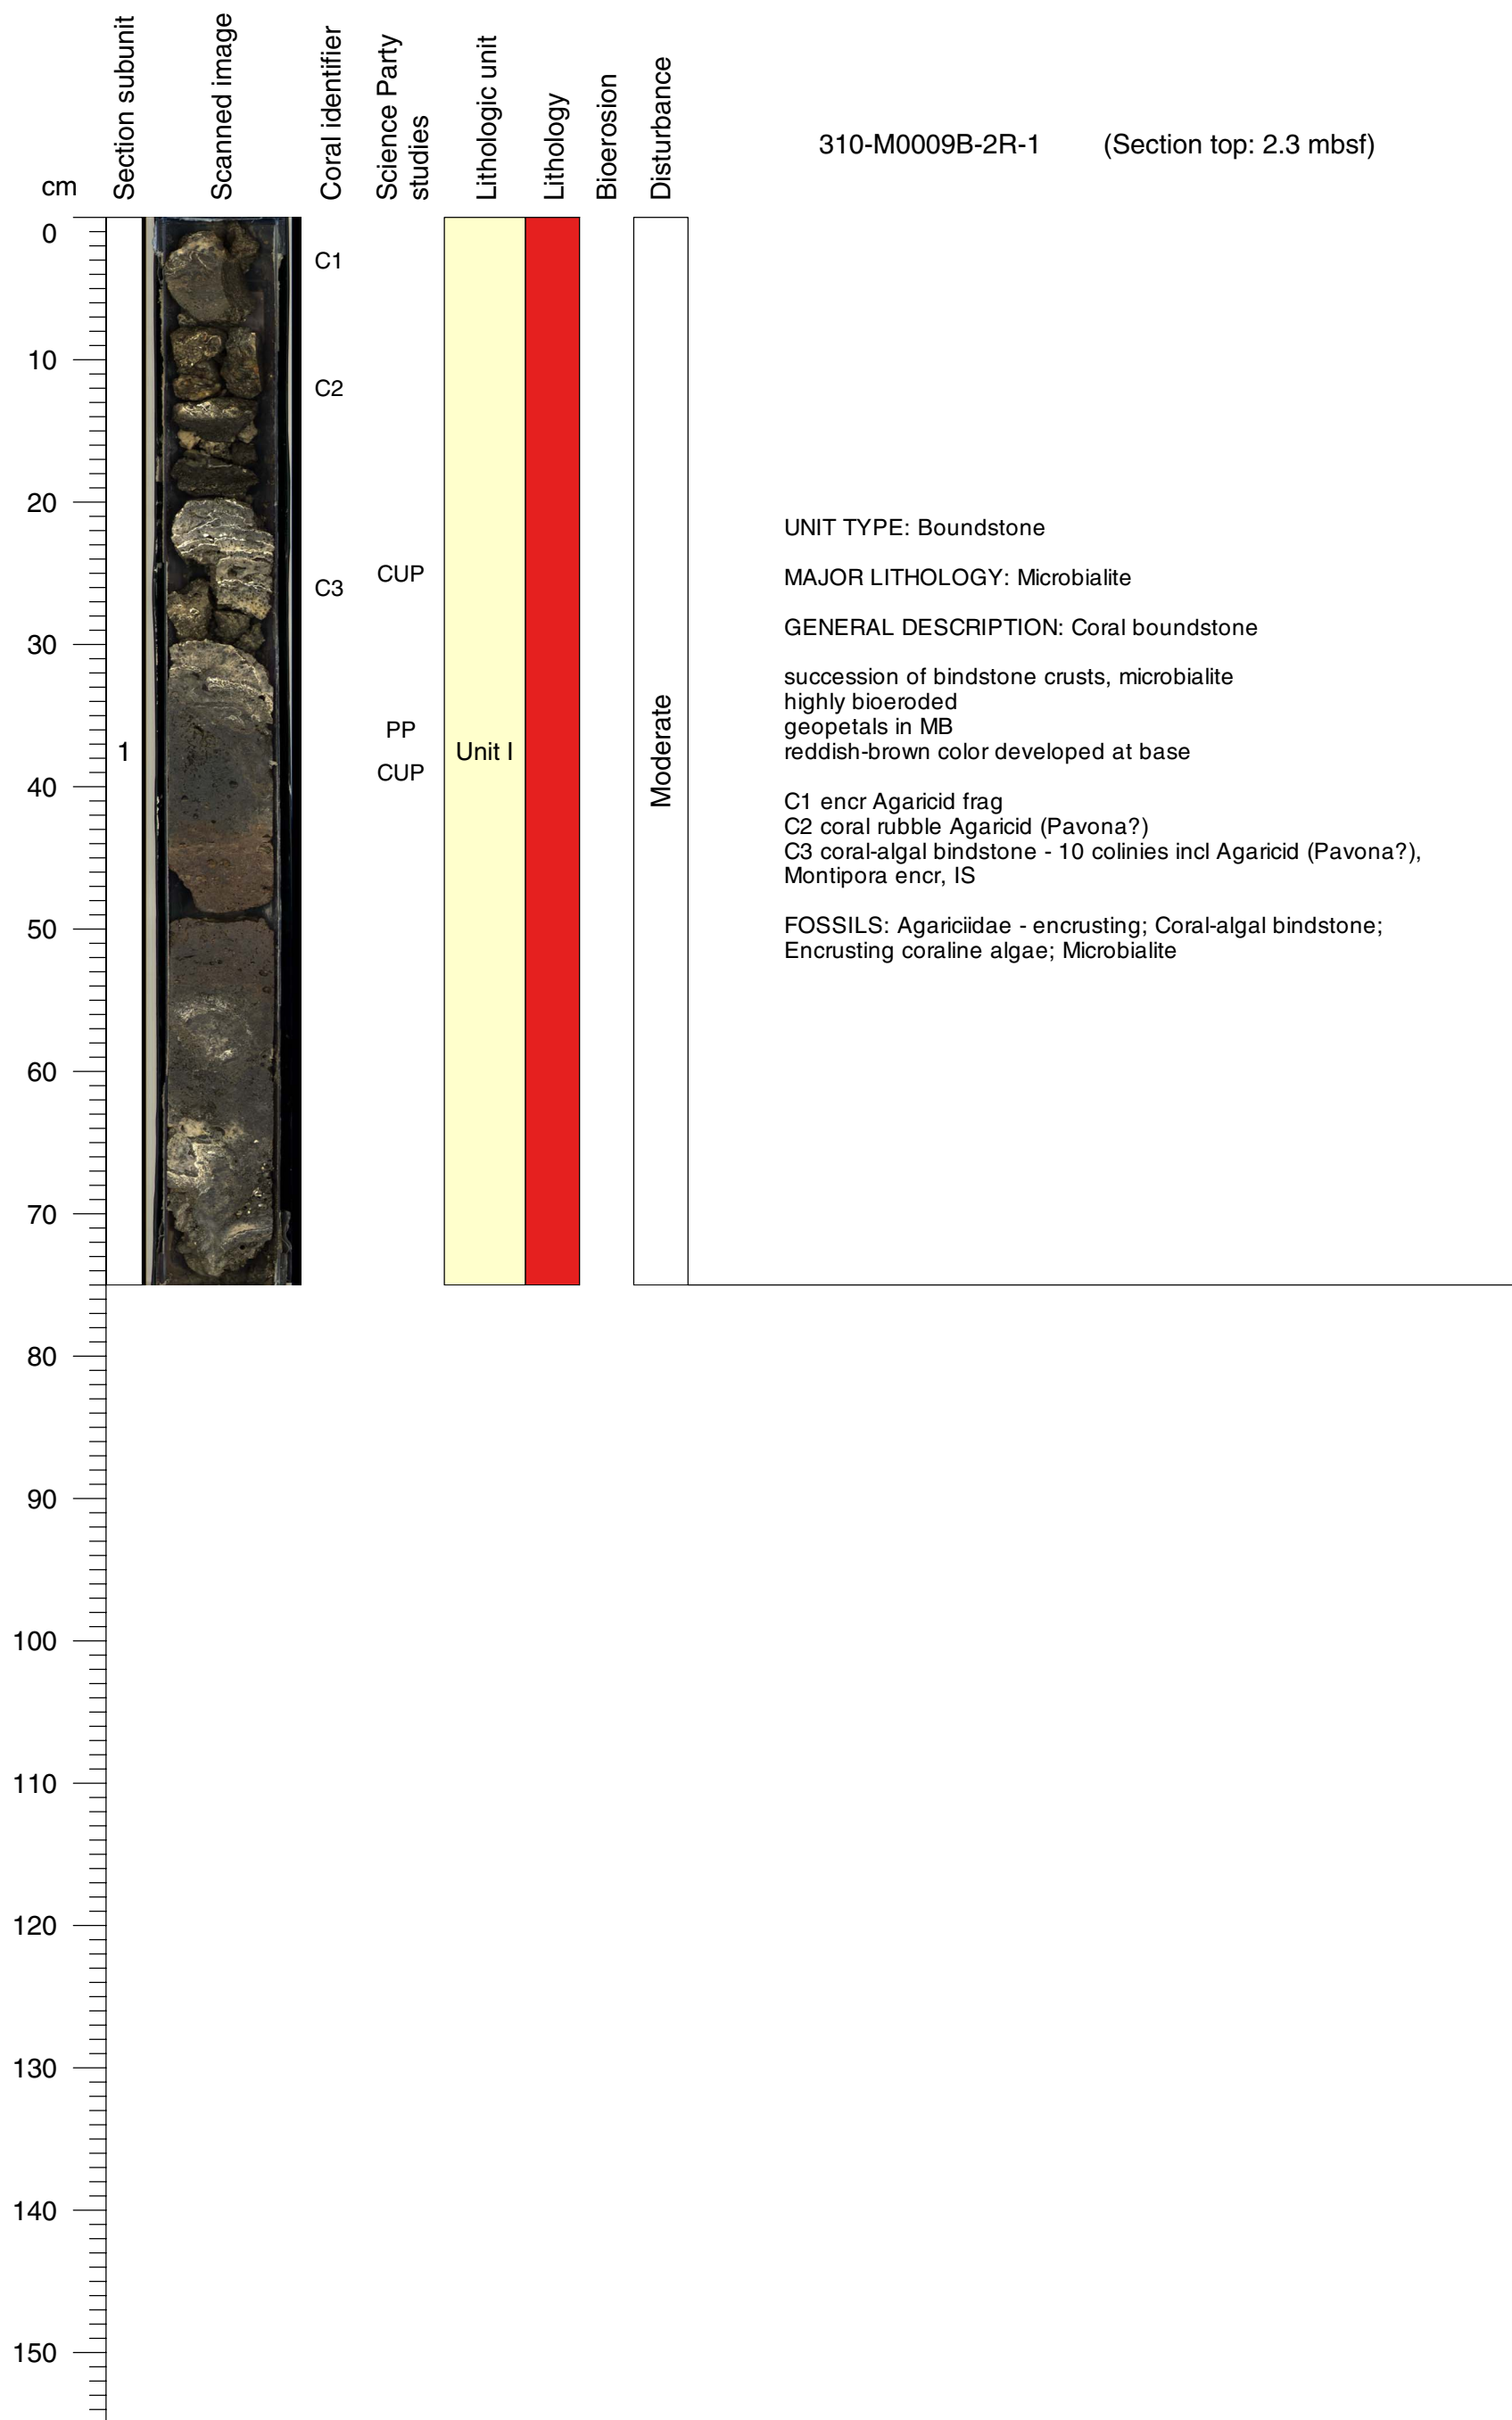 cm
Section subunit
Scanned image
Coral identifier
Science Party
studies
Lithologic unit
Lithology
Bioerosion
Disturbance
310-M0009B-2R-1 (Section top: 2.3 mbsf)
0
10
20
30
40
50
60
70
80
90
100
110
120
130
140
150
1
C1
C2
C3
CUP
PP
CUP
Unit I
Moderate
UNIT TYPE: Boundstone
MAJOR LITHOLOGY: Microbialite
GENERAL DESCRIPTION: Coral boundstone
succession of bindstone crusts, microbialite
highly bioeroded
geopetals in MB
reddish-brown color developed at base
C1 encr Agaricid frag
C2 coral rubble Agaricid (Pavona?)
C3 coral-algal bindstone - 10 colinies incl Agaricid (Pavona?),
Montipora encr, IS
FOSSILS: Agariciidae - encrusting; Coral-algal bindstone;
Encrusting coraline algae; Microbialite